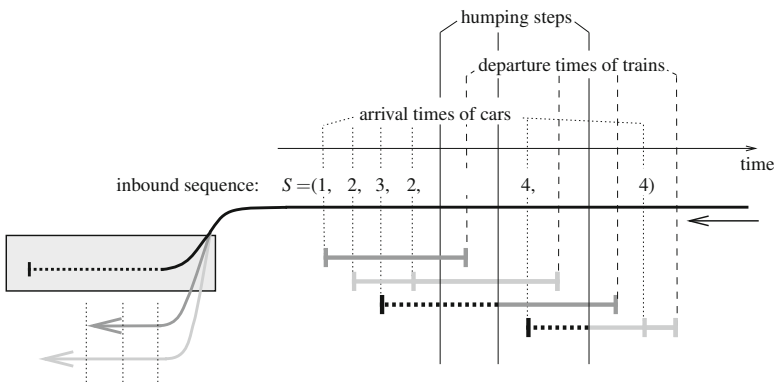 humping steps
departure times of trains
arrival times of cars
time
inbound sequence: S=(1, 2, 3, 2, 4, 4)